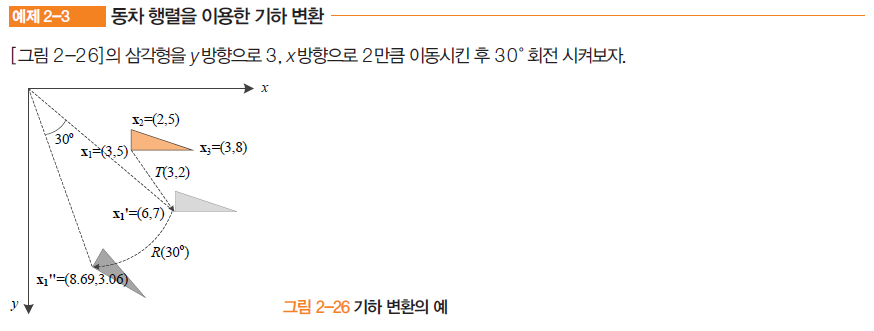 예제 2-3 동차 행렬을 이용한 기하 변환
[그림 2-26]의 삼각형을 y방향으로 3, x방향으로 2만큼 이동시킨 후 30° 회전 시켜보자.
x
x₂=(2,5)
30°
x₁=(3,5)
x₃=(3,8)
T(3,2)
x₁'=(6,7)
R(30°)
x₁''=(8.69,3.06)
y
그림 2-26 기하 변환의 예